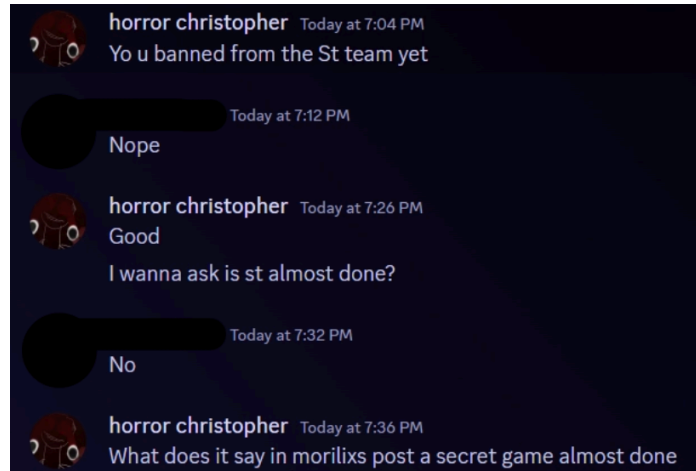 horror christopher Today at 7:04 PM
Yo u banned from the St team yet
Today at 7:12 PM
Nope
horror christopher Today at 7:26 PM
Good
I wanna ask is st almost done?
Today at 7:32 PM
No
horror christopher Today at 7:36 PM
What does it say in morilixs post a secret game almost done